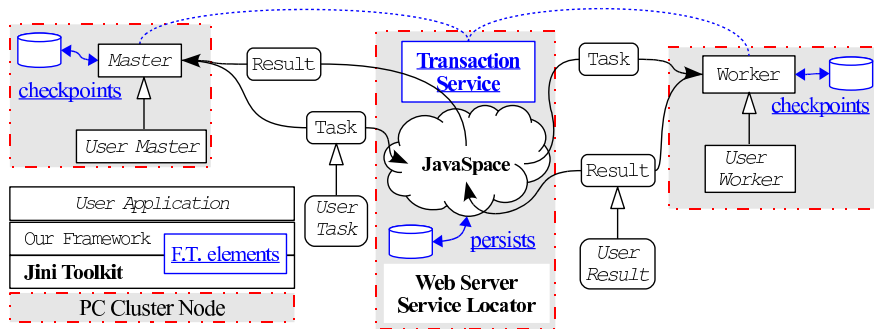 Master
checkpoints
User Master
Result
Task
User
Task
Transaction
Service
JavaSpace
persists
Web Server
Service Locator
Task
Result
User
Result
Worker
checkpoints
User
Worker
User Application
Our Framework
F.T. elements
Jini Toolkit
PC Cluster Node